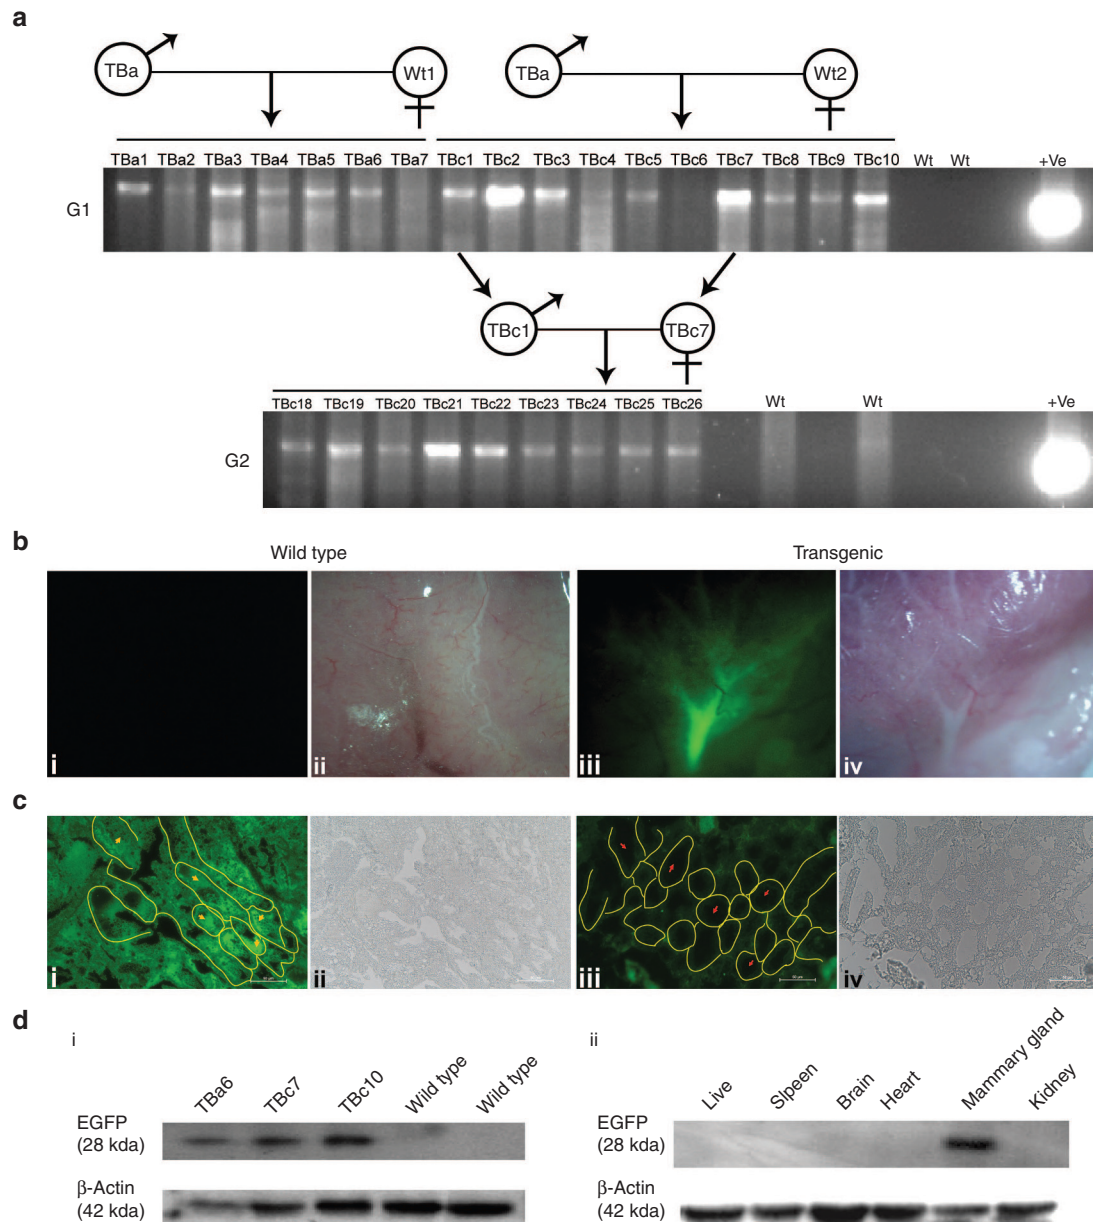 a
TBa Wt1 TBa Wt2
TBa1 TBa2 TBa3 TBa4 TBa5 TBa6 TBa7 TBc1 TBc2 TBc3 TBc4 TBc5 TBc6 TBc7 TBc8 TBc9 TBc10 Wt Wt +Ve
G1
TBc1 TBc7
TBc18 TBc19 TBc20 TBc21 TBc22 TBc23 TBc24 TBc25 TBc26 Wt Wt +Ve
G2
b
Wild type Transgenic
i ii iii iv
c
i ii iii iv
d
i
TBa6 TBc7 TBc10 Wild type Wild type
EGFP
(28 kda)
β-Actin
(42 kda)
ii
Live Slpeen Brain Heart Mammary gland Kidney
EGFP
(28 kda)
β-Actin
(42 kda)